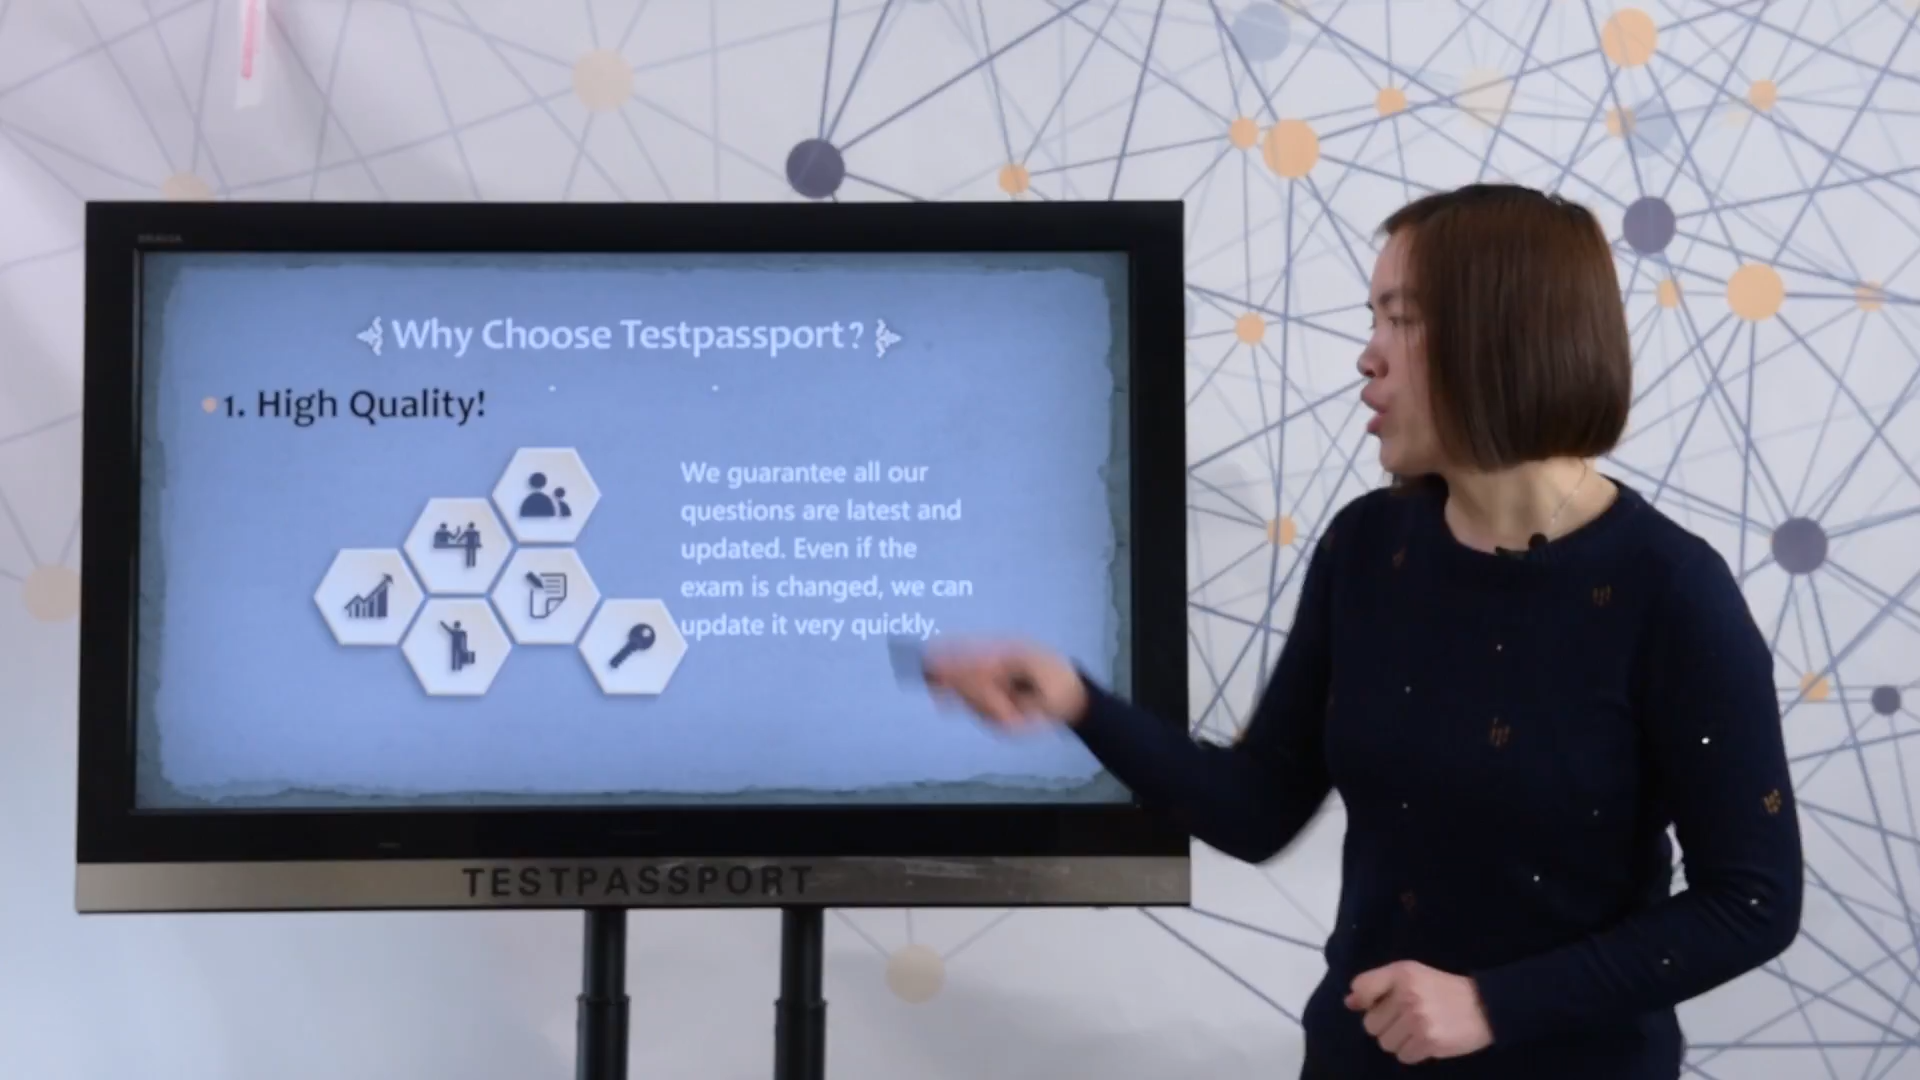 BRAVIA
Why Choose Testpassport?
1. High Quality!
We guarantee all our
questions are latest and
updated. Even if the
exam is changed, we can
update it very quickly.
TESTPASSPORT